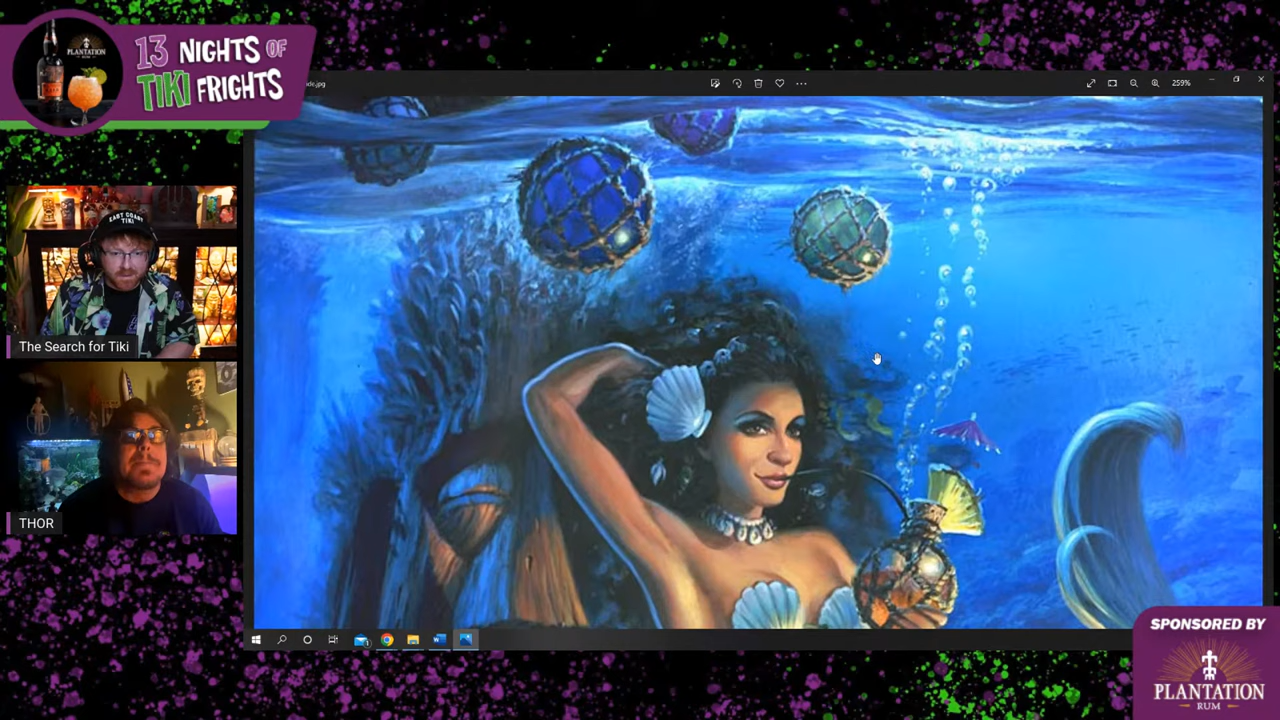 PLANTATION
RUM
13 NIGHTS OF
TIKI FRIGHTS
259%
EAST COAST
TIKI
The Search for Tiki
THOR
SPONSORED BY
PLANTATION
RUM